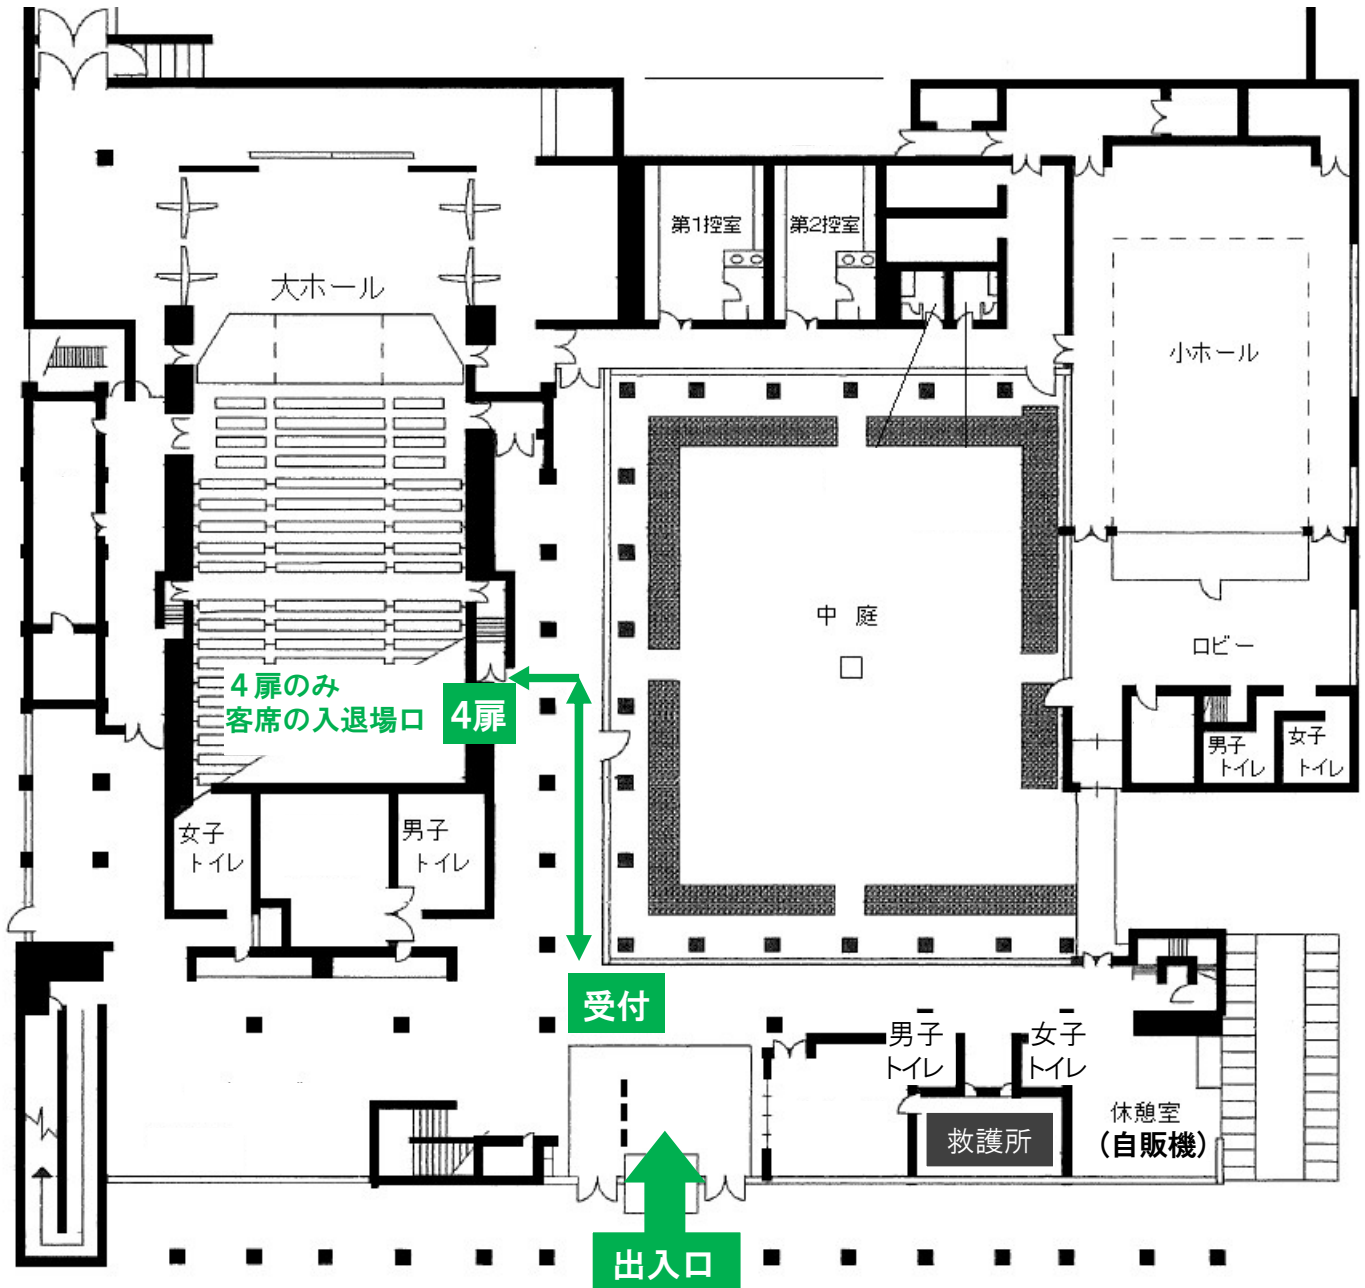 第1控室
第2控室
大ホール
小ホール
中 庭
ロビー
4扉のみ
客席の入退場口
4扉
男子
トイレ
女子
トイレ
女子
トイレ
男子
トイレ
受付
男子
トイレ
女子
トイレ
休憩室
(自販機)
救護所
出入口